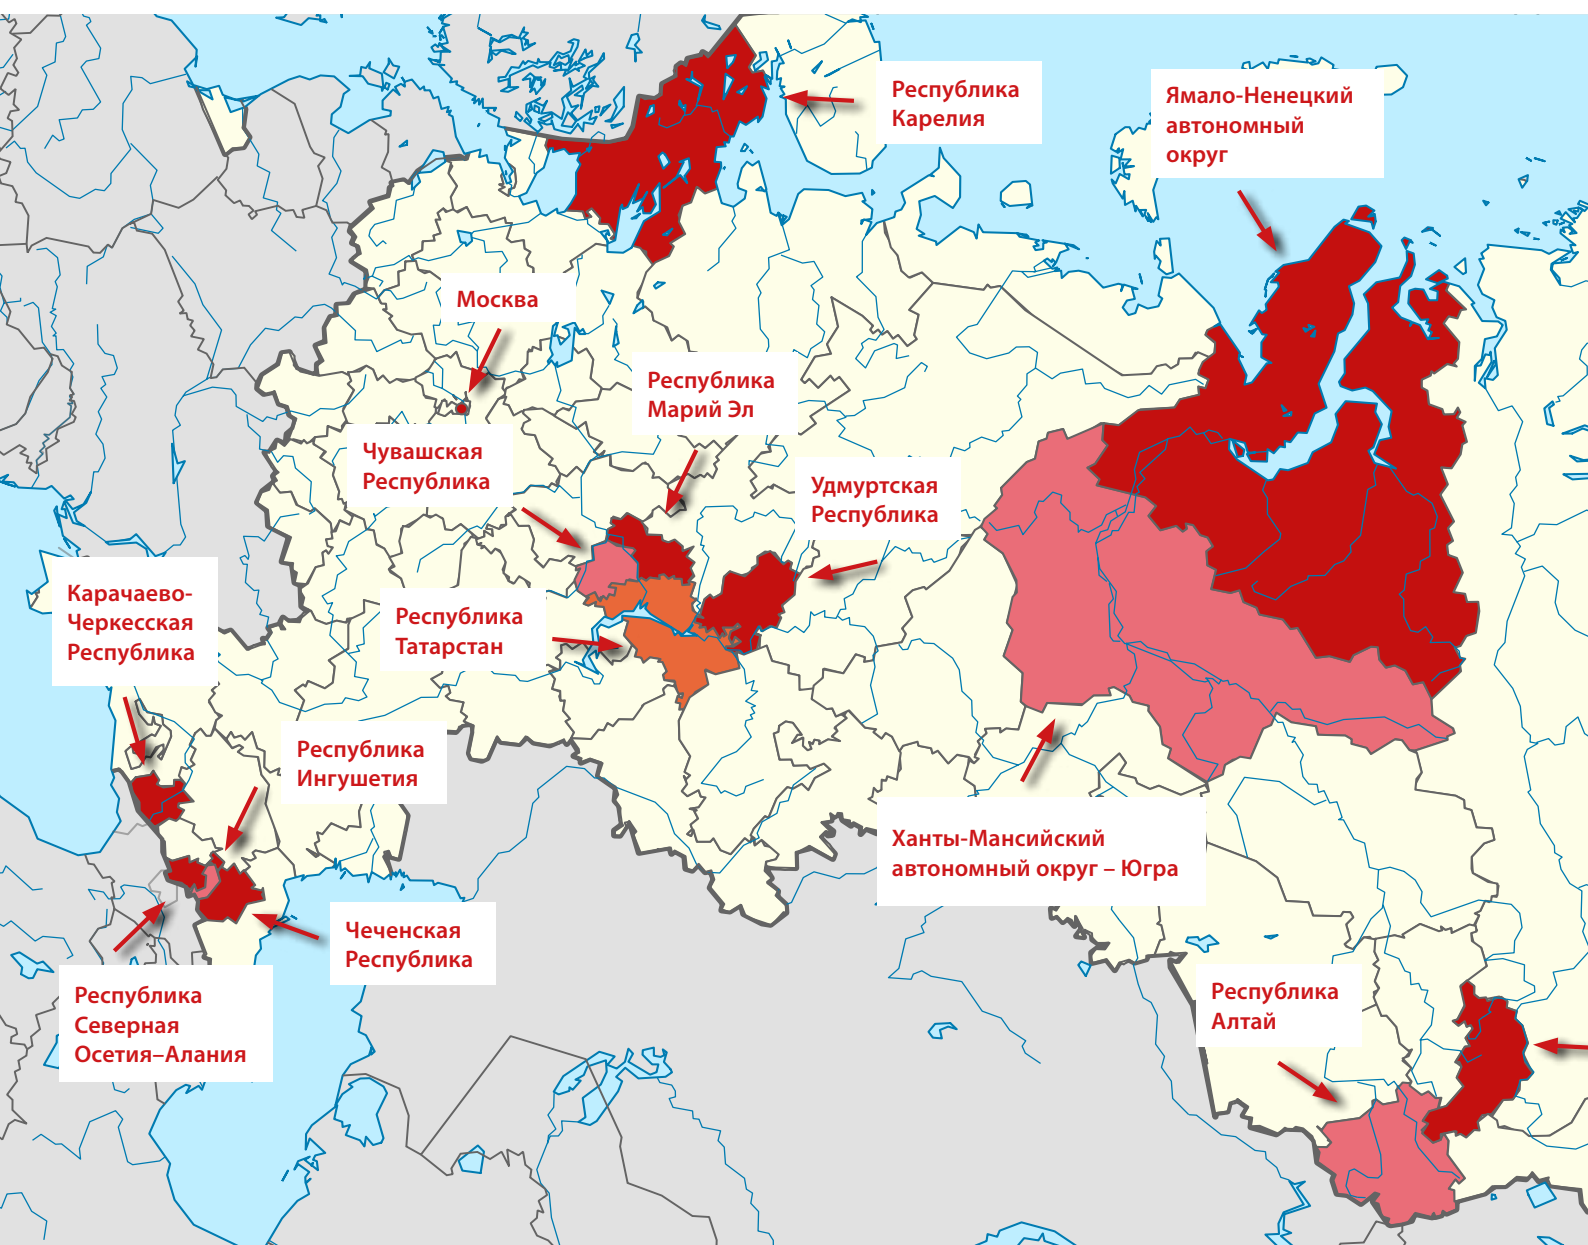 Республика
Карелия
Ямало-Ненецкий
автономный
округ
Москва
Республика
Марий Эл
Чувашская
Республика
Удмуртская
Республика
Карачаево-
Черкесская
Республика
Республика
Татарстан
Республика
Ингушетия
Ханты-Мансийский
автономный округ – Югра
Чеченская
Республика
Республика
Северная
Осетия–Алания
Республика
Алтай